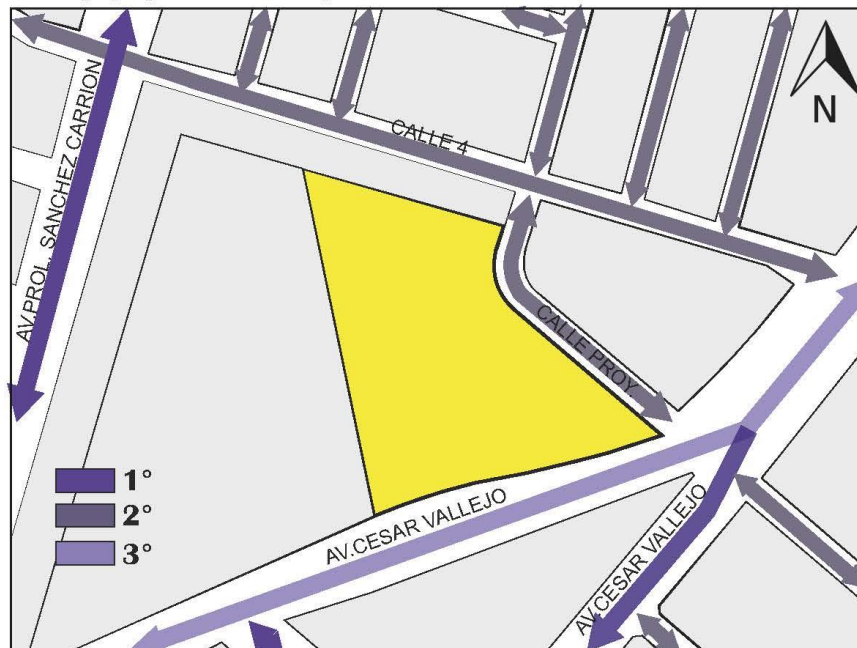 N
CALLE 4
AV.PROL. SANCHEZ CARRION
CALLE PROY.
AV.CESAR VALLEJO
AV.CESAR VALLEJO
1°
2°
3°